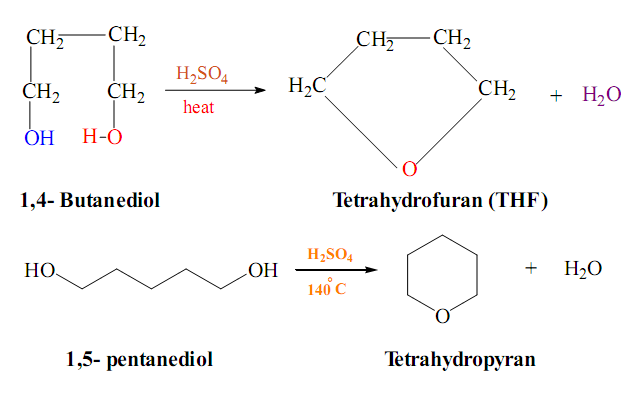 CH₂ CH₂
CH₂ CH₂
OH H-O
H₂SO₄
heat
CH₂ CH₂
H₂C CH₂
O
+ H₂O
1,4- Butanediol
Tetrahydrofuran (THF)
HO OH
H₂SO₄
140°C
O
+ H₂O
1,5- pentanediol
Tetrahydropyran